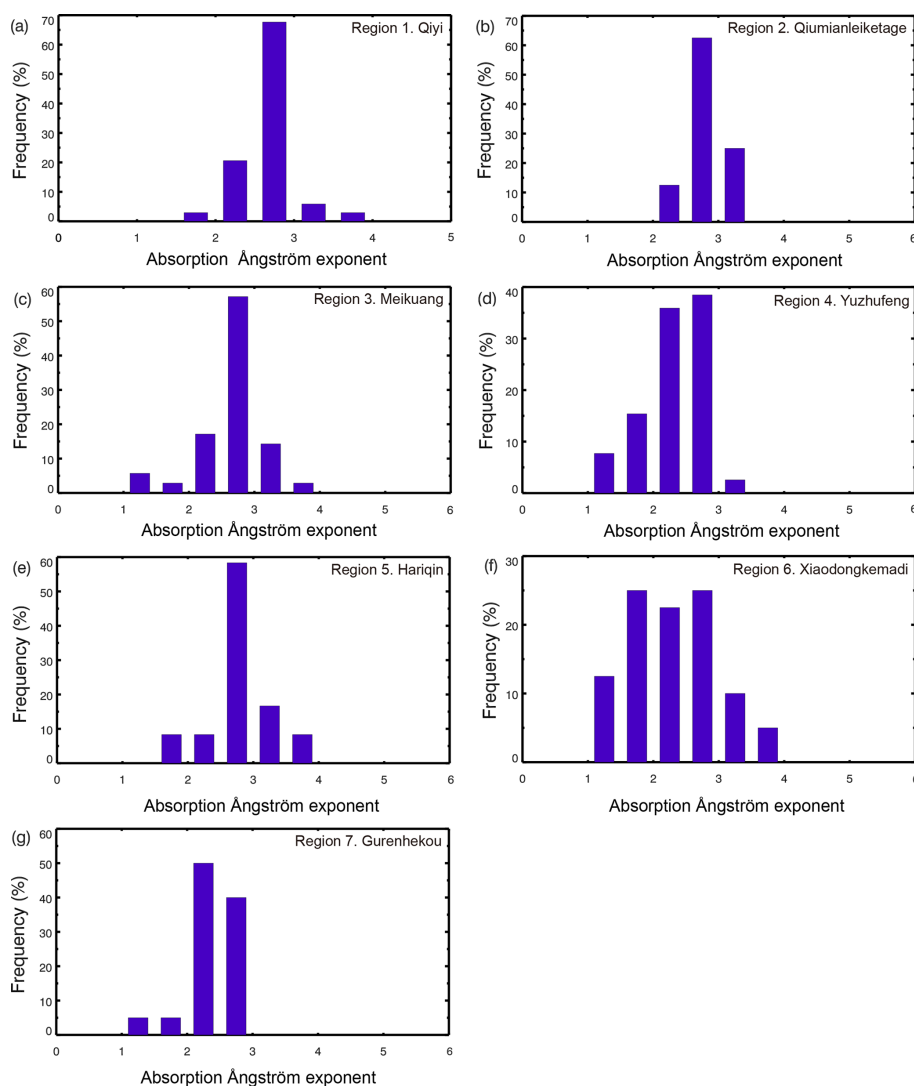 (a)
Region 1. Qiyi
Frequency (%)
70
60
50
40
30
20
10
0
0 1 2 3 4 5
Absorption Ångström exponent
(b)
Region 2. Qiumianleiketage
Frequency (%)
70
60
50
40
30
20
10
0
0 1 2 3 4 5 6
Absorption Ångström exponent
(c)
Region 3. Meikuang
Frequency (%)
60
50
40
30
20
10
0
0 1 2 3 4 5 6
Absorption Ångström exponent
(d)
Region 4. Yuzhufeng
Frequency (%)
40
30
20
10
0
0 1 2 3 4 5 6
Absorption Ångström exponent
(e)
Region 5. Hariqin
Frequency (%)
60
50
40
30
20
10
0
0 1 2 3 4 5 6
Absorption Ångström exponent
(f)
Region 6. Xiaodongkemadi
Frequency (%)
30
20
10
0
0 1 2 3 4 5 6
Absorption Ångström exponent
(g)
Region 7. Gurenhekou
Frequency (%)
60
50
40
30
20
10
0
0 1 2 3 4 5 6
Absorption Ångström exponent